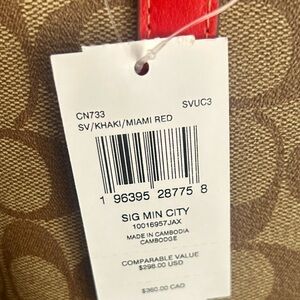 CN733 SVUC3
SV/KHAKI/MIAMI RED
1 96395 28775 8
SIG MIN CITY
10016957JAX
MADE IN CAMBODIA
CAMBODGE
COMPARABLE VALUE
$298.00 USD
$360.00 CAD